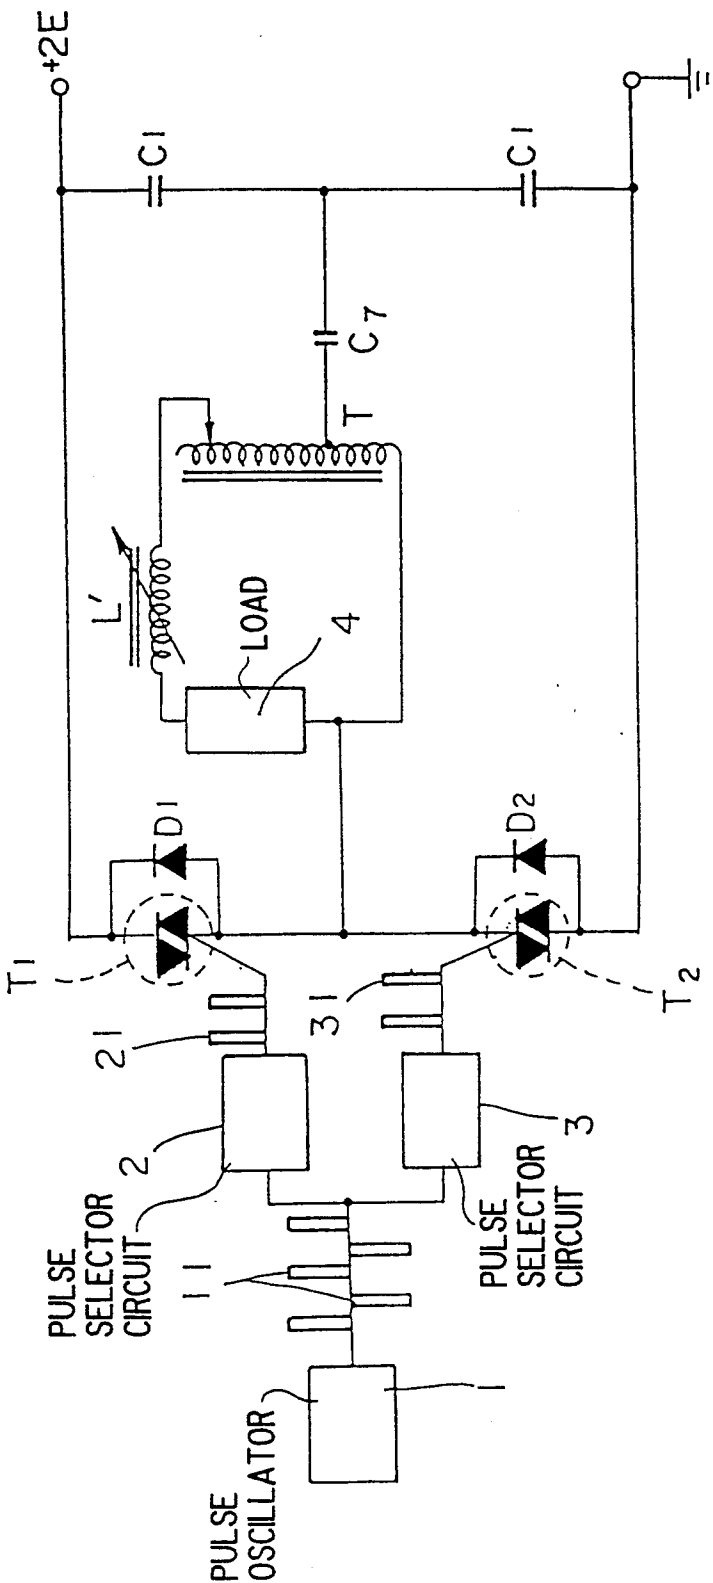 +2E
C1
C1
C7
T
L'
LOAD
4
D1
D2
T1
T2
21
31
2
3
PULSE
SELECTOR
CIRCUIT
PULSE
SELECTOR
CIRCUIT
11
PULSE
OSCILLATOR
1